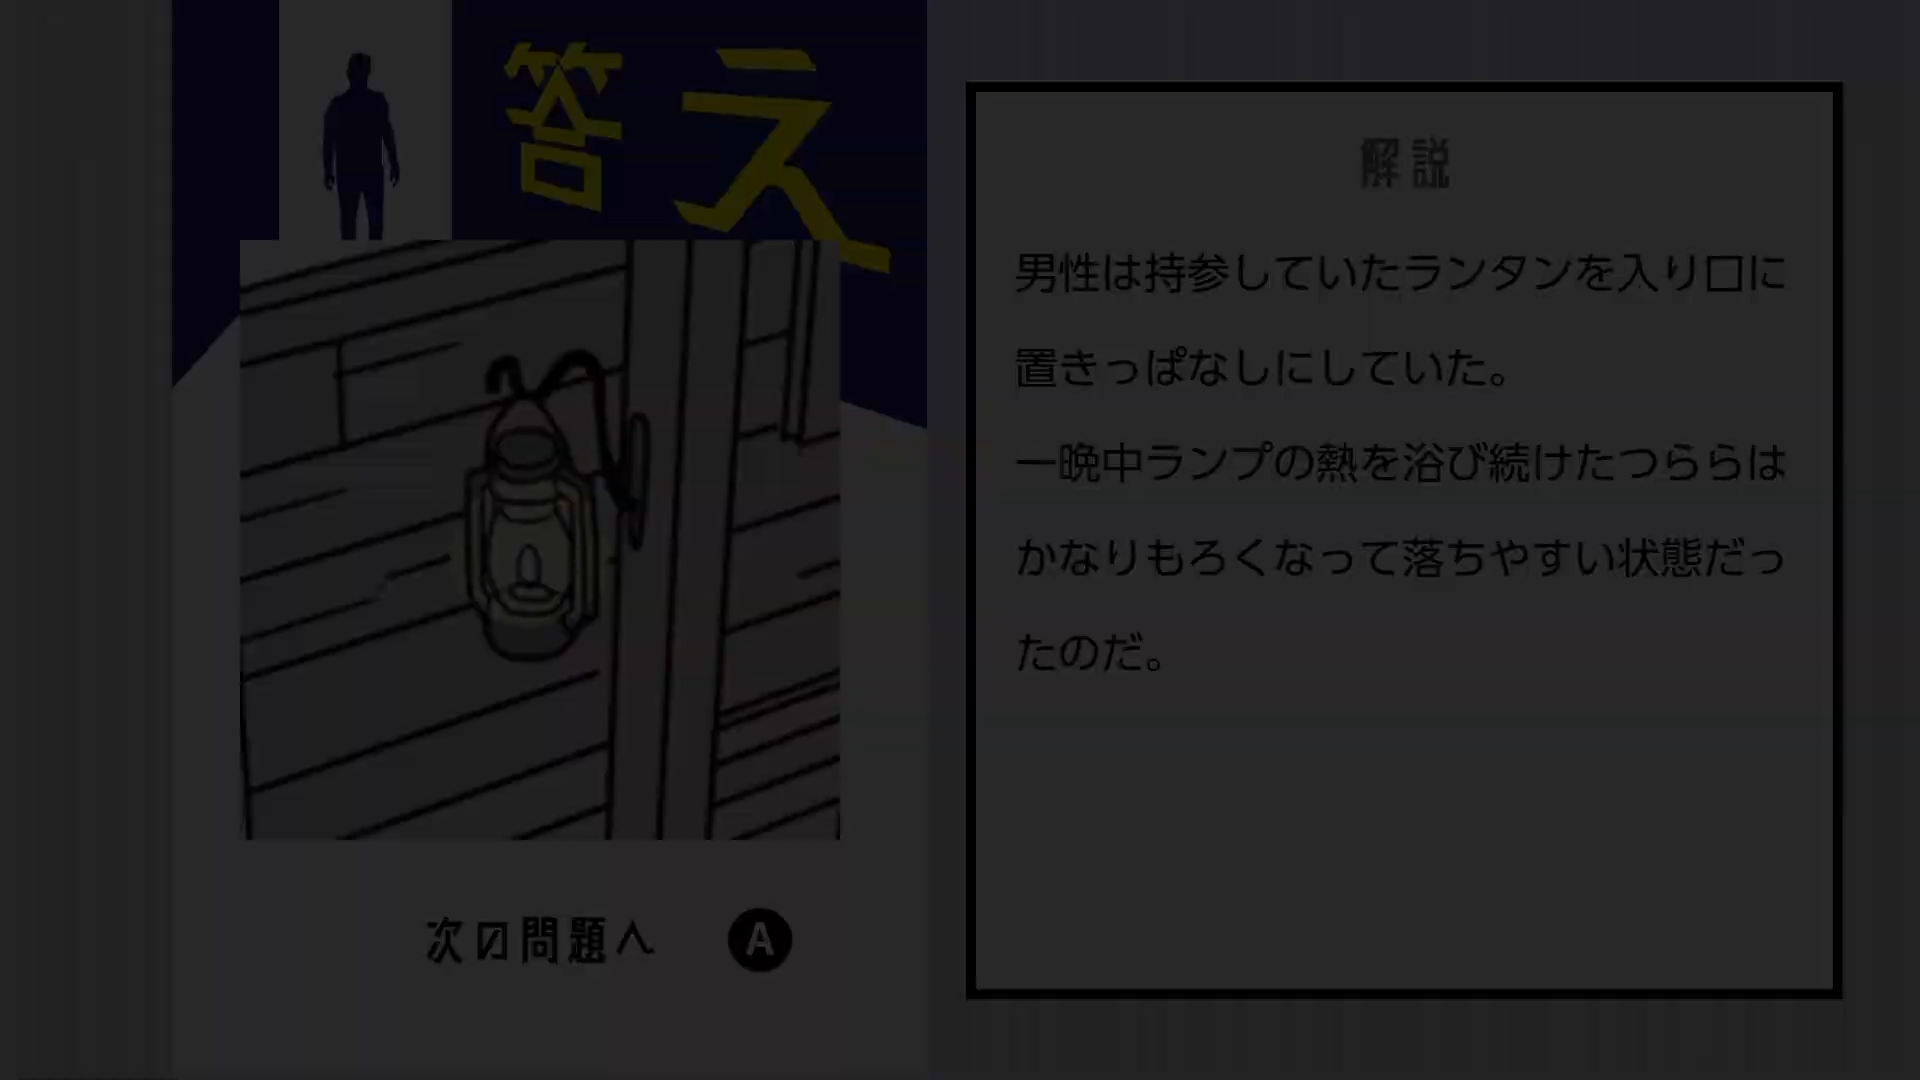 答え
解説
男性は持参していたランタンを入り口に
置きっぱなしにしていた。
一晩中ランプの熱を浴び続けたつららは
かなりもろくなって落ちやすい状態だっ
たのだ。
次の問題へ A